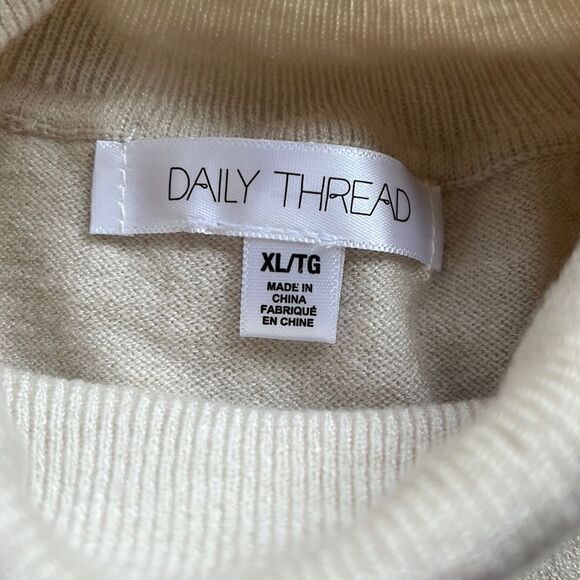 DAILY THREAD
XL/TG
MADE IN
CHINA
FABRIQUÉ
EN CHINE